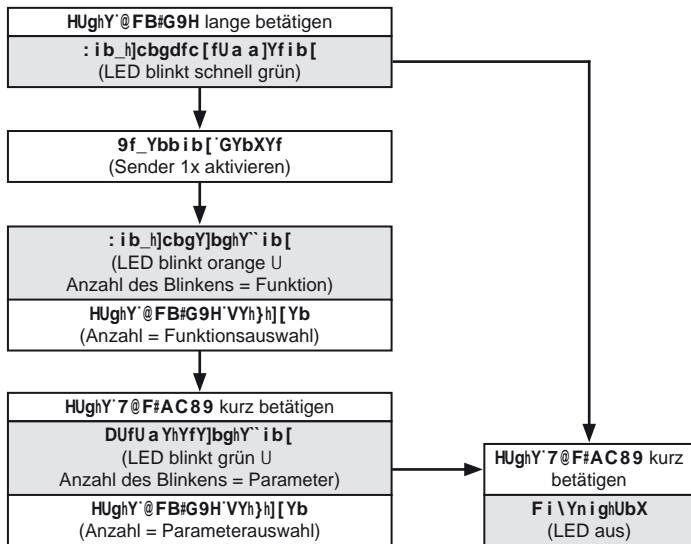 HUghY˙@FB#G9H lange betätigen
:ib_h]cbgdfc[fUaa]Yfib[
(LED blinkt schnell grün)
9f_Ybbib[˙GYbXYf
(Sender 1x aktivieren)
:ib_h]cbgY]bghY``ib[
(LED blinkt orange U
Anzahl des Blinkens = Funktion)
HUghY˙@FB#G9H˙VYh}h][Yb
(Anzahl = Funktionsauswahl)
HUghY˙7@F#AC89 kurz betätigen
DUfUaYhYfY]bghY``ib[
(LED blinkt grün U
Anzahl des Blinkens = Parameter)
HUghY˙@FB#G9H˙VYh}h][Yb
(Anzahl = Parameterauswahl)
HUghY˙7@F#AC89 kurz
betätigen
Fi\YnighUbX
(LED aus)